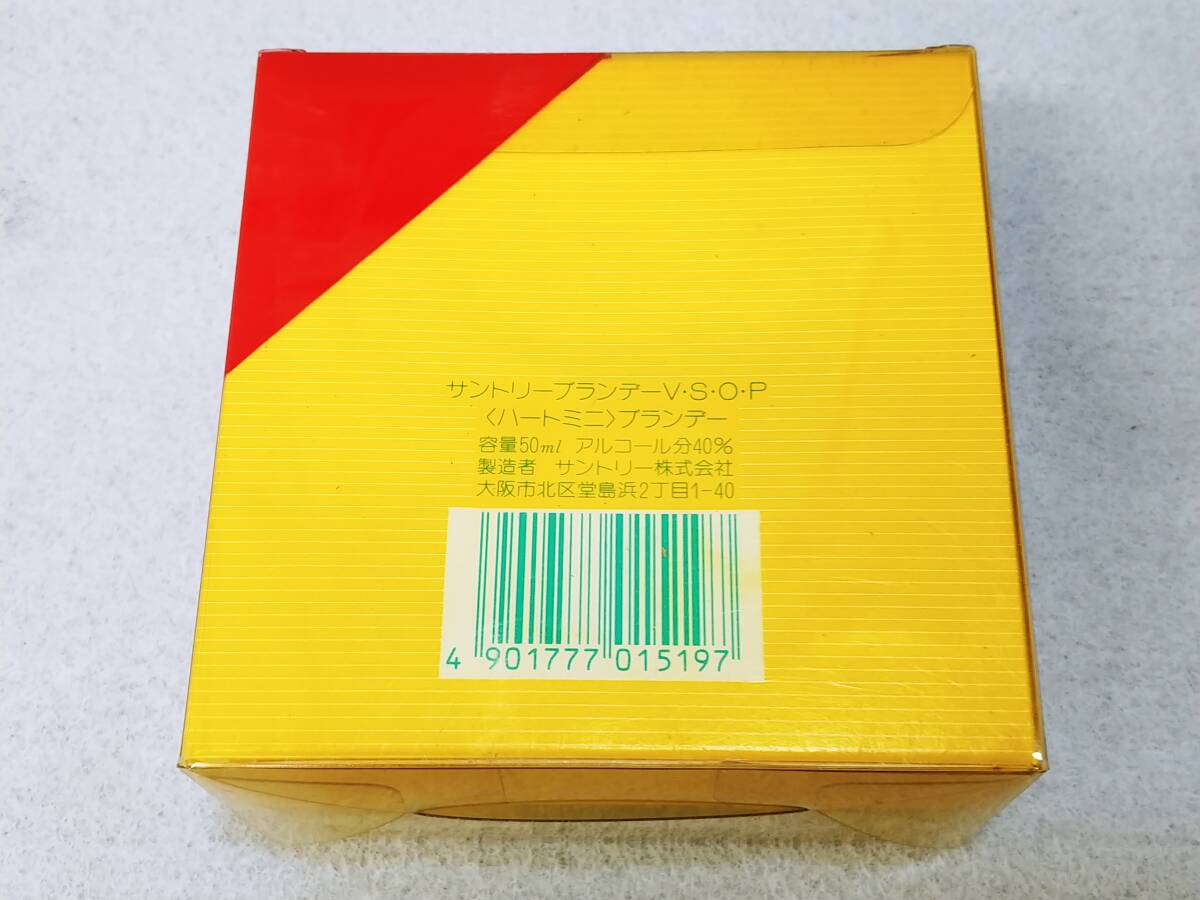 サントリーブランデーV·S·O·P
〈ハートミニ〉ブランデー
容量50ml アルコール分40%
製造者 サントリー株式会社
大阪市北区堂島浜2丁目1-40
4 901777 015197